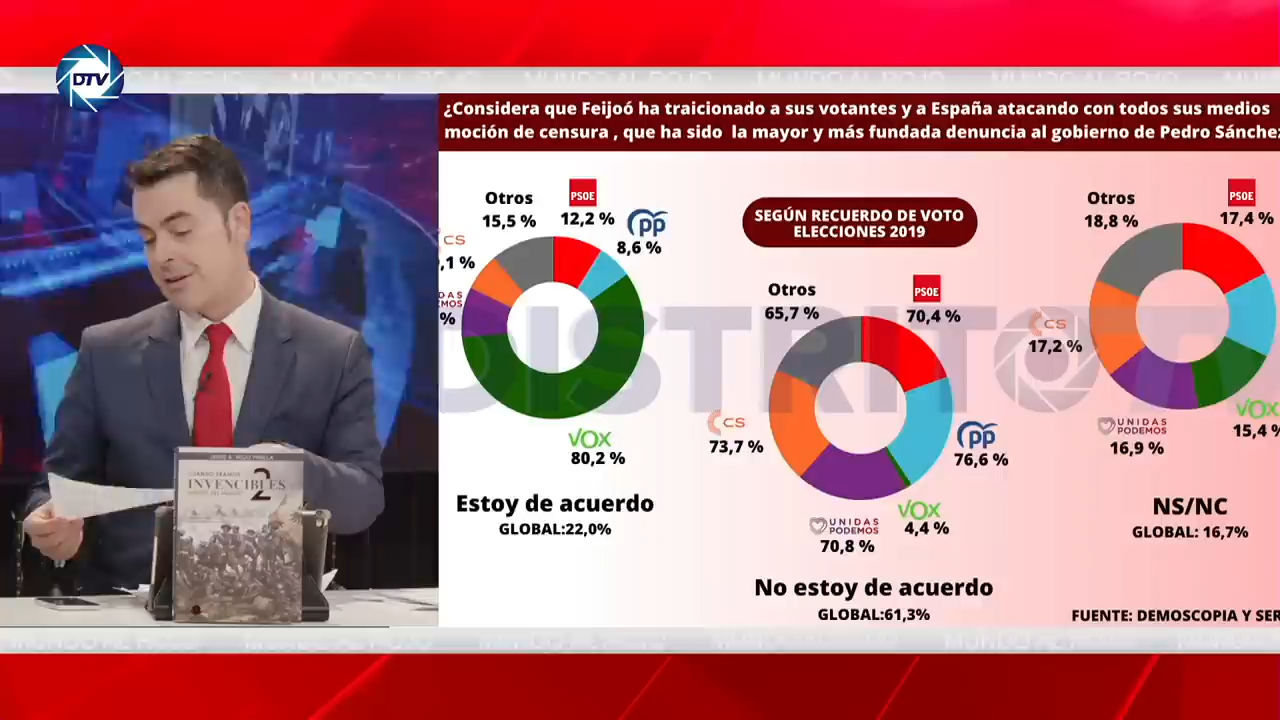 DTV
MUNDO AL ROJO
¿Considera que Feijoó ha traicionado a sus votantes y a España atacando con todos sus medios
moción de censura , que ha sido la mayor y más fundada denuncia al gobierno de Pedro Sánchez
Otros
15,5 %
PSOE
12,2 %
pp
8,6 %
CS
,1 %
%
VOX
80,2 %
Estoy de acuerdo
GLOBAL:22,0%
SEGÚN RECUERDO DE VOTO
ELECCIONES 2019
Otros
65,7 %
PSOE
70,4 %
CS
73,7 %
pp
76,6 %
VOX
4,4 %
UNIDAS
PODEMOS
70,8 %
No estoy de acuerdo
GLOBAL:61,3%
Otros
18,8 %
PSOE
17,4 %
CS
17,2 %
UNIDAS
PODEMOS
16,9 %
VOX
15,4
NS/NC
GLOBAL: 16,7%
FUENTE: DEMOSCOPIA Y SER
DISTRITO
INVENCIBLES
2